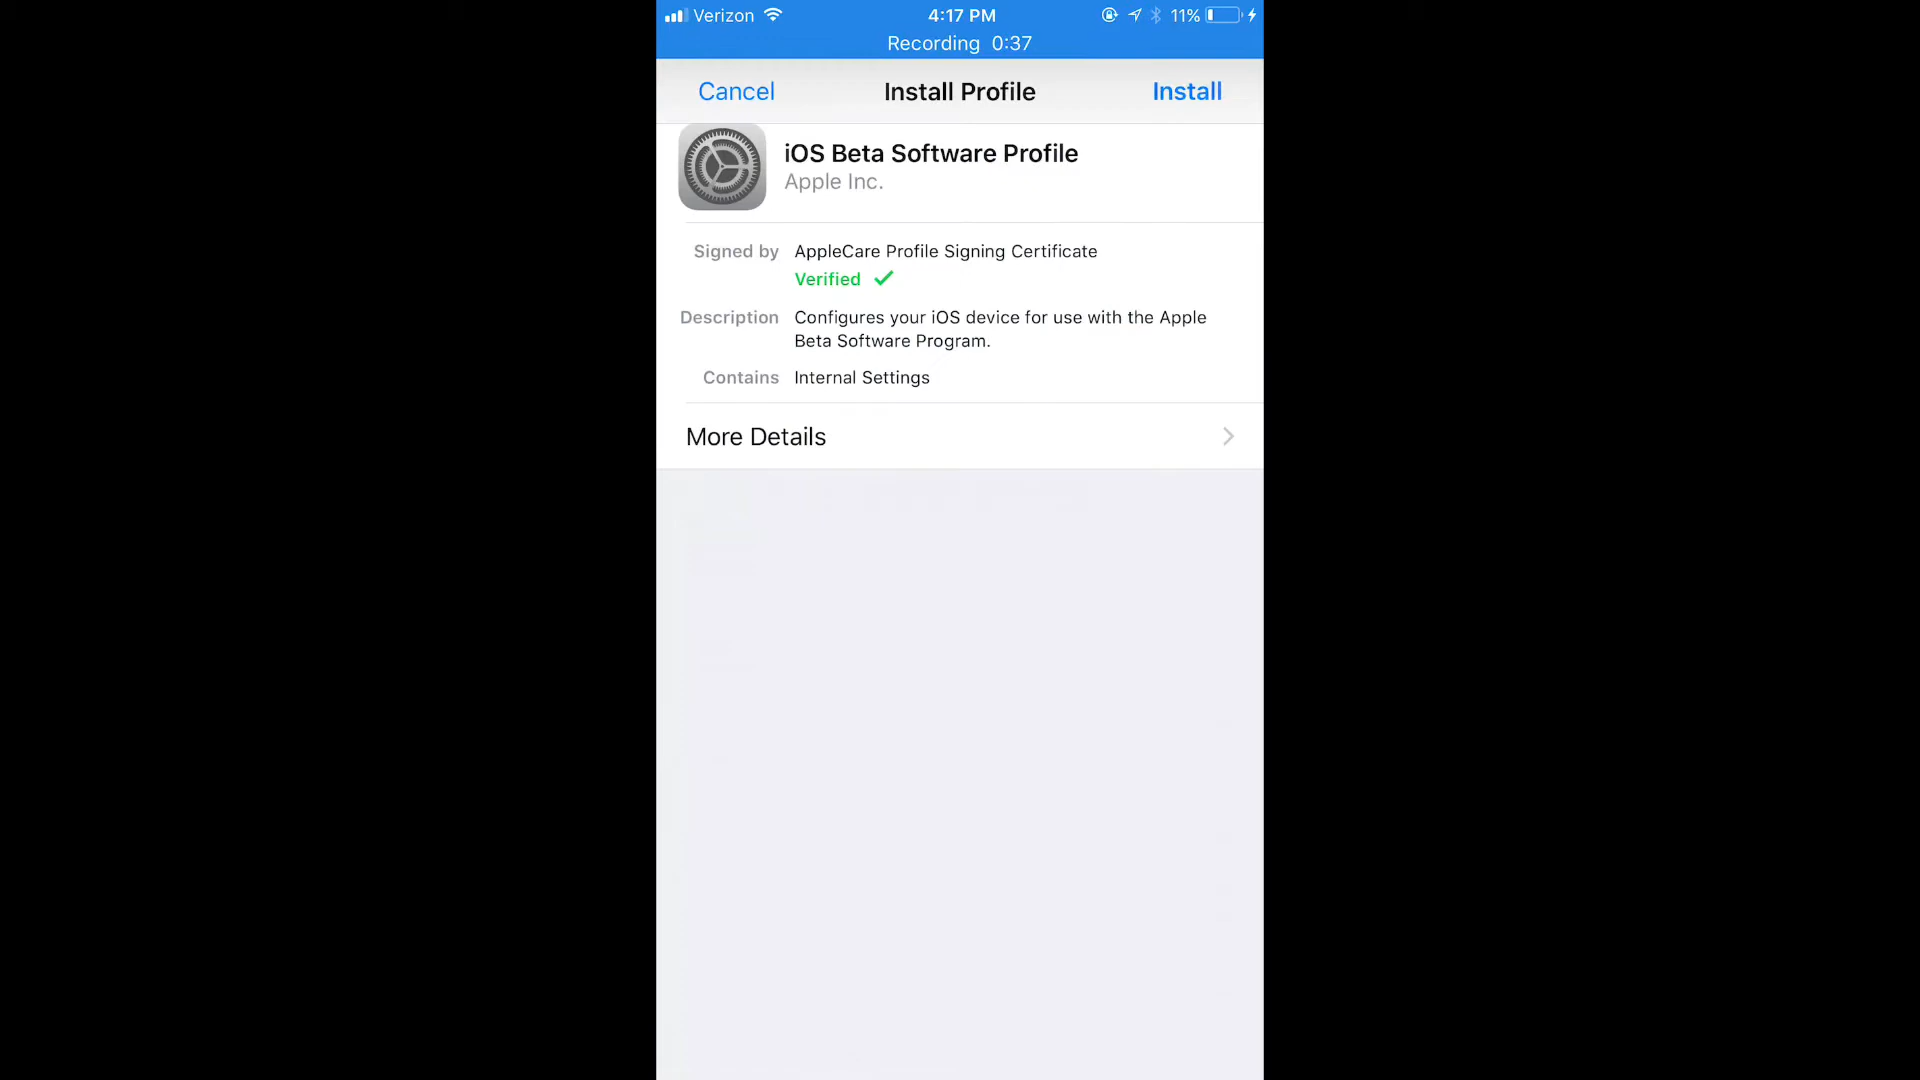 Verizon 4:17 PM 11%
Recording 0:37
Cancel Install Profile Install
iOS Beta Software Profile
Apple Inc.
Signed by AppleCare Profile Signing Certificate
Verified
Description Configures your iOS device for use with the Apple
Beta Software Program.
Contains Internal Settings
More Details